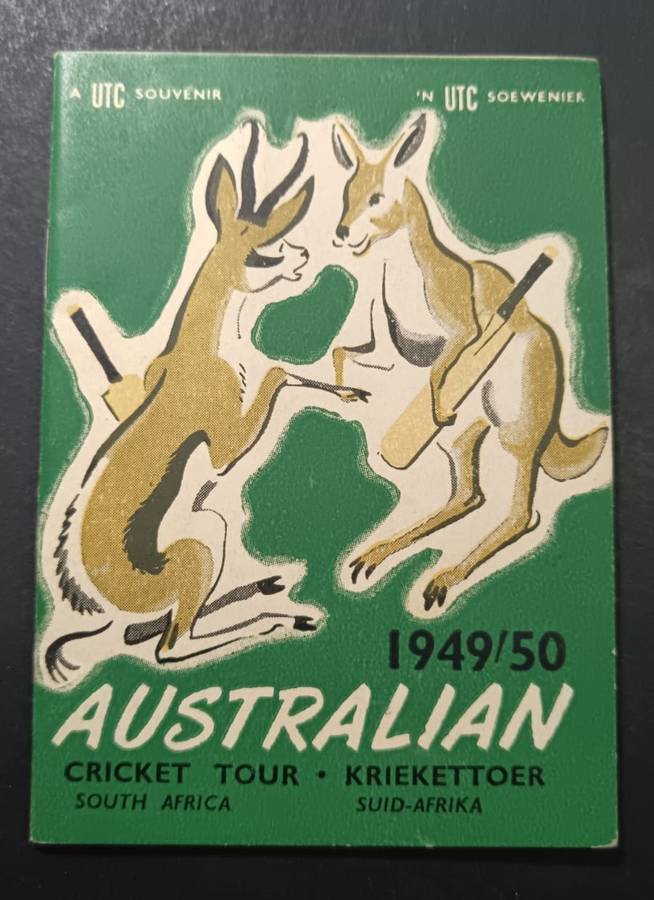 A UTC SOUVENIR
'N UTC SOEWENIER
1949/50
AUSTRALIAN
CRICKET TOUR • KRIEKETTOER
SOUTH AFRICA SUID-AFRIKA